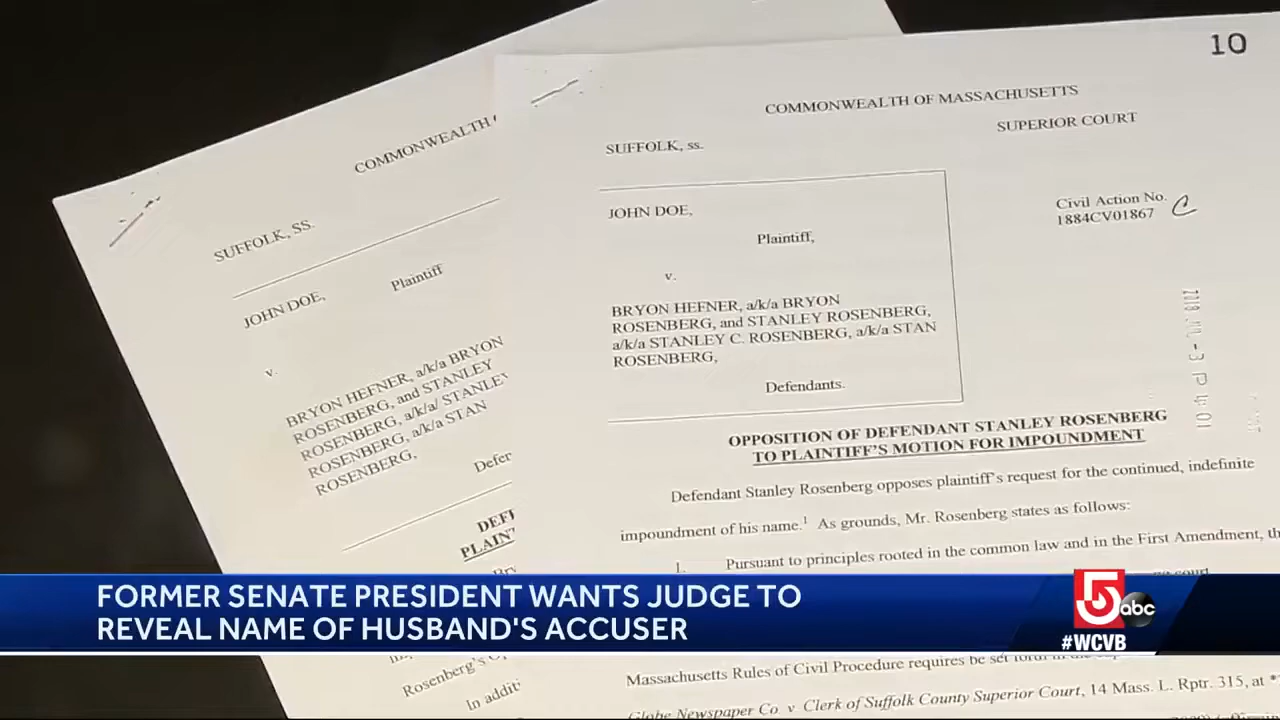 10
COMMONWEALTH OF MASSACHUSETTS
SUFFOLK, ss.
SUPERIOR COURT
JOHN DOE,
Plaintiff,
v.
BRYON HEFNER, a/k/a BRYON
ROSENBERG, and STANLEY ROSENBERG,
a/k/a STANLEY C. ROSENBERG, a/k/a STAN
ROSENBERG,
Defendants.
Civil Action No.
1884CV01867 C
OPPOSITION OF DEFENDANT STANLEY ROSENBERG
TO PLAINTIFF'S MOTION FOR IMPOUNDMENT
Defendant Stanley Rosenberg opposes plaintiff's request for the continued, indefinite
impoundment of his name.1 As grounds, Mr. Rosenberg states as follows:
1. Pursuant to principles rooted in the common law and in the First Amendment,
court
Massachusetts Rules of Civil Procedure requires be set forth in the
Globe Newspaper Co. v Clerk of Suffolk County Superior Court, 14 Mass. L. Rptr. 315, at *
COMMONWEALTH
SUFFOLK, SS.
JOHN DOE,
Plaintiff
v.
BRYON HEFNER, a/k/a BRYON
ROSENBERG, and STANLEY
ROSENBERG, a/k/a/ STANLEY
ROSENBERG, a/k/a STAN
ROSENBERG,
Rosenberg's
In addit
FORMER SENATE PRESIDENT WANTS JUDGE TO
REVEAL NAME OF HUSBAND'S ACCUSER
5 abc
#WCVB